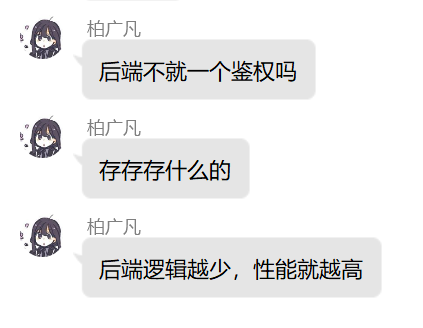 柏广凡
后端不就一个鉴权吗
柏广凡
存存存什么的
柏广凡
后端逻辑越少，性能就越高